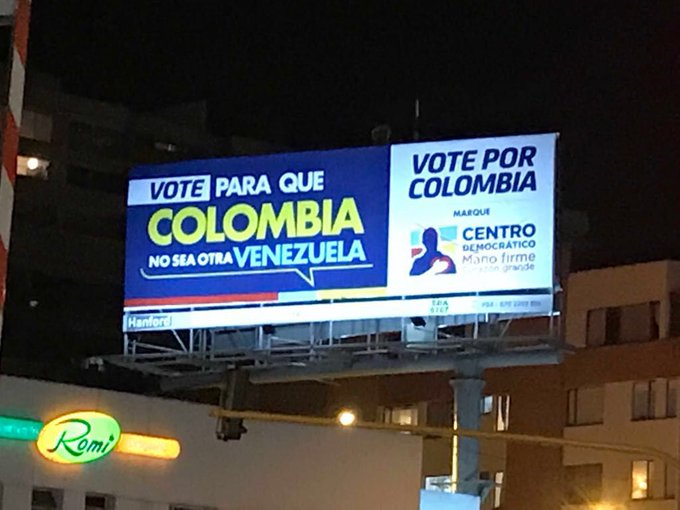 VOTE PARA QUE
COLOMBIA
NO SEA OTRA VENEZUELA
VOTE POR
COLOMBIA
MARQUE
CENTRO
DEMOCRÁTICO
Mano firme
Corazón grande
Hanford
Romi